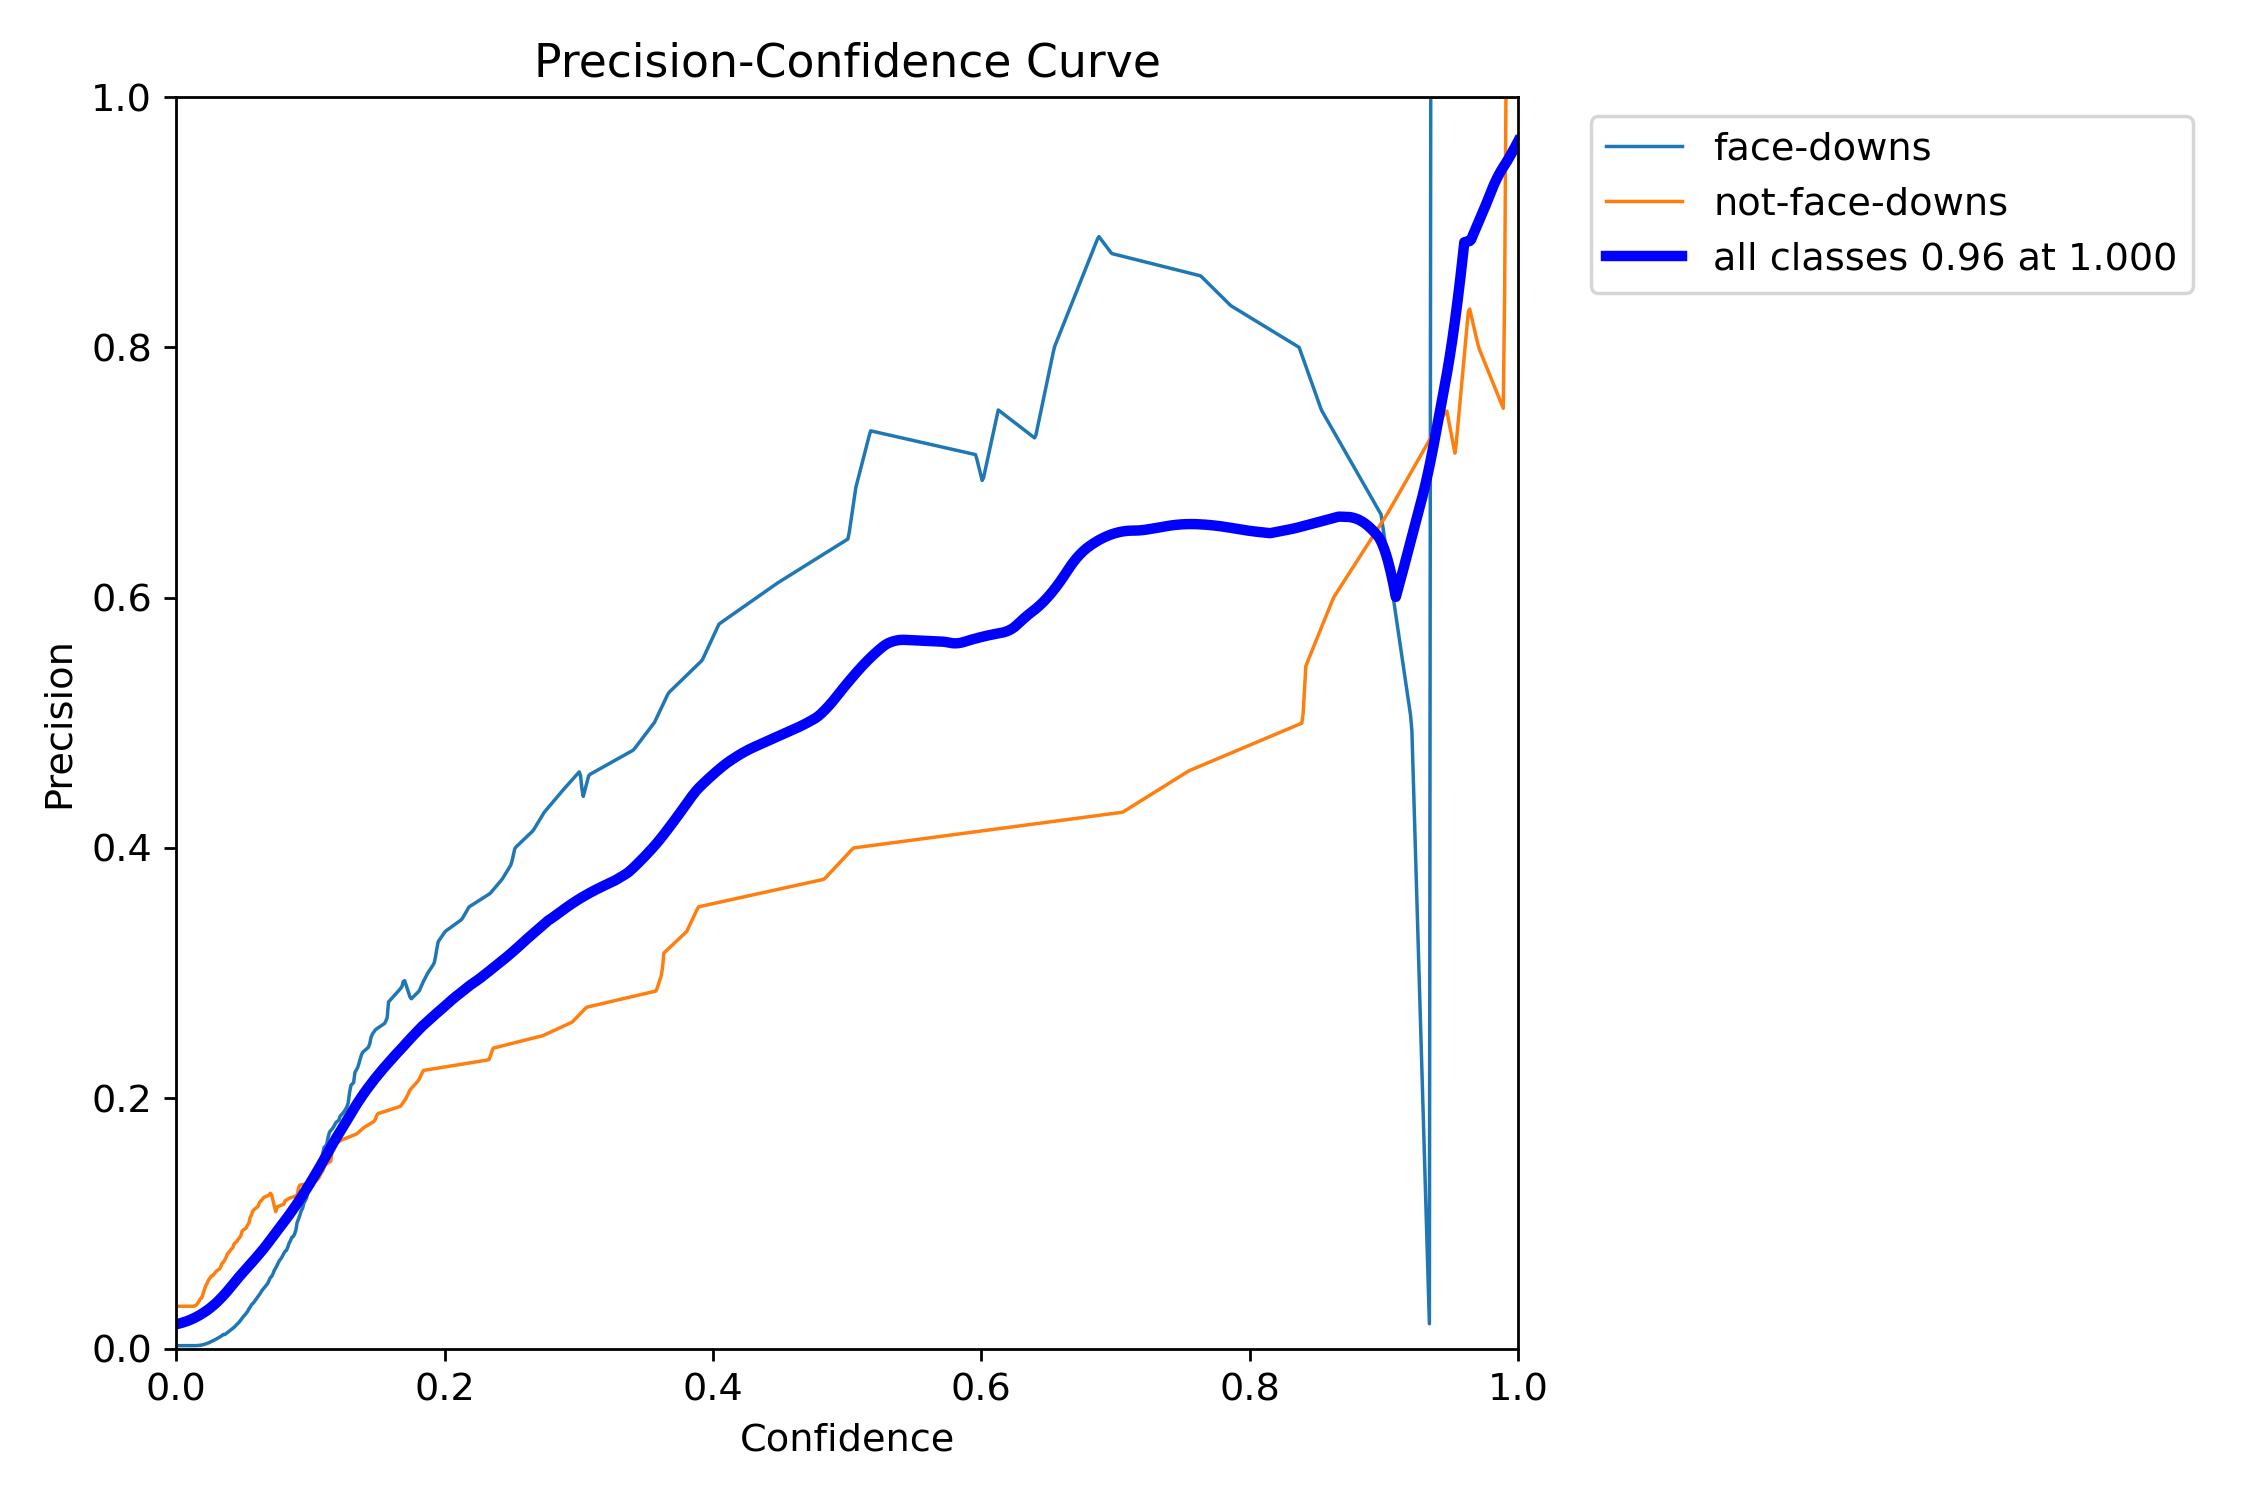 Precision-Confidence Curve
1.0
0.8
0.6
0.4
0.2
0.0
Precision
0.0 0.2 0.4 0.6 0.8 1.0
Confidence
face-downs
not-face-downs
all classes 0.96 at 1.000